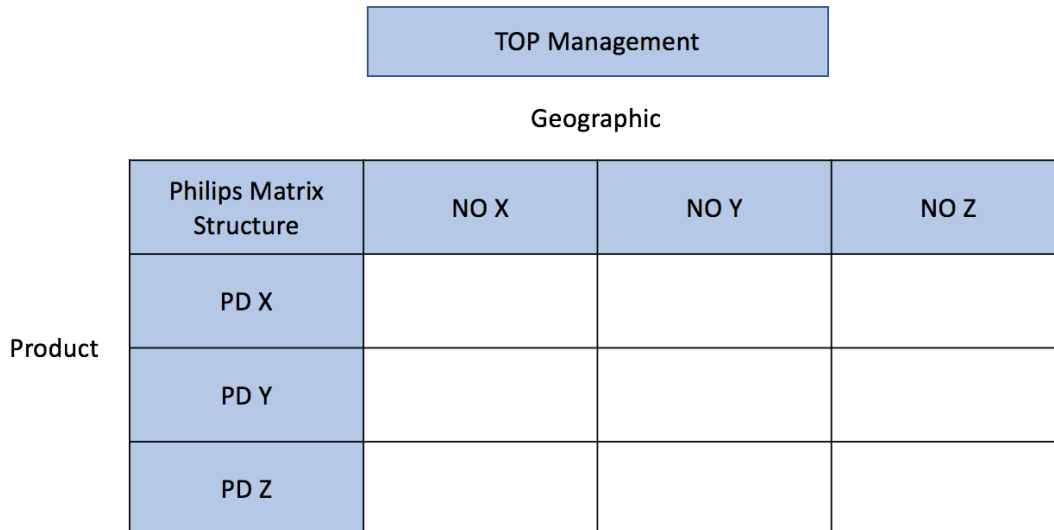 TOP Management
Geographic
Philips Matrix
Structure
NO X
NO Y
NO Z
PD X
Product
PD Y
PD Z